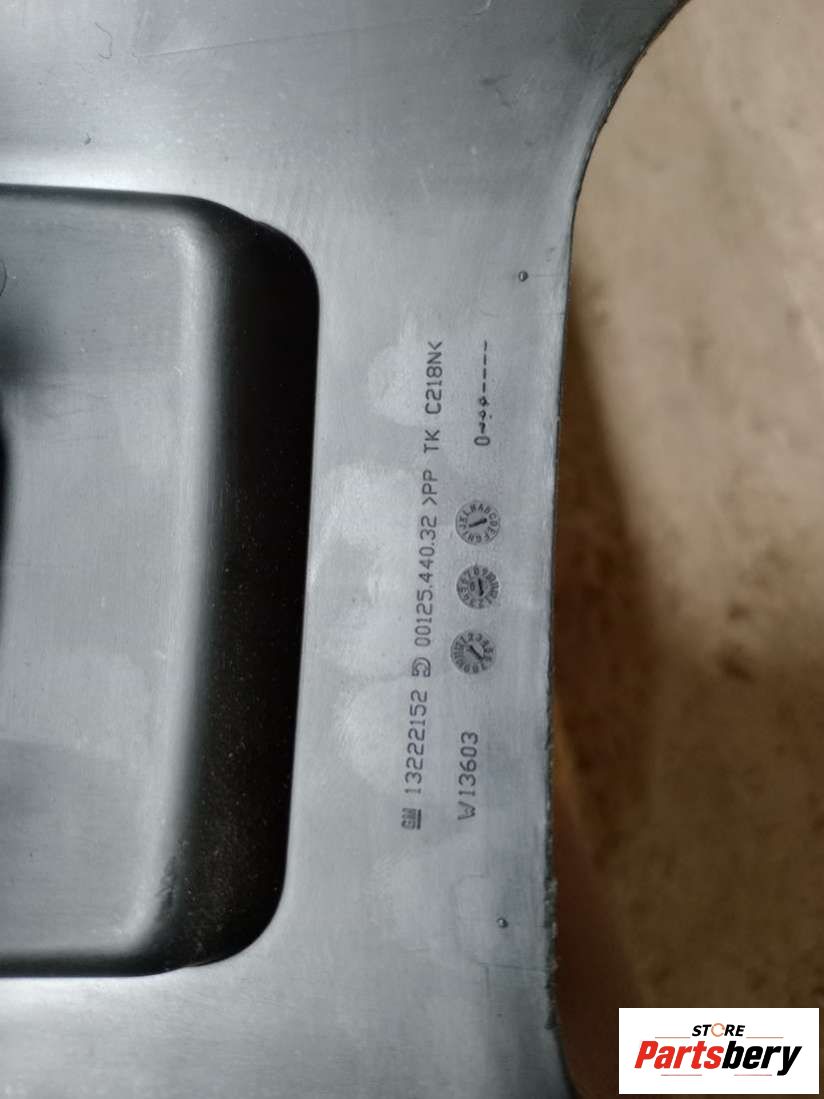 GM 13222152 00125.440.32 >PP TK C218N<
W13603
STORE
Partsbery